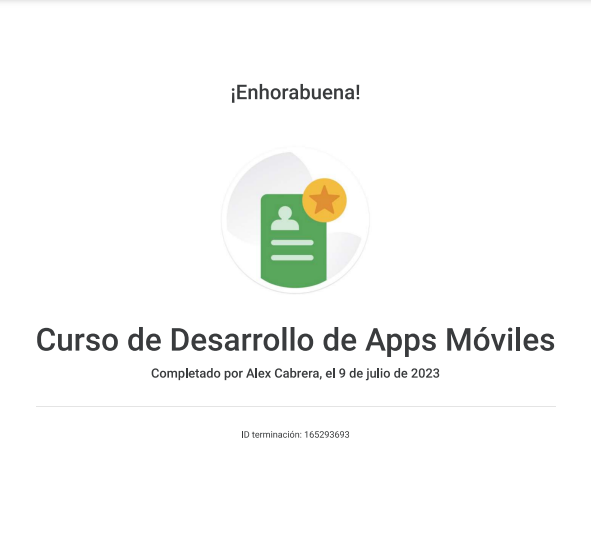 ¡Enhorabuena!
Curso de Desarrollo de Apps Móviles
Completado por Alex Cabrera, el 9 de julio de 2023
ID terminación: 165293693